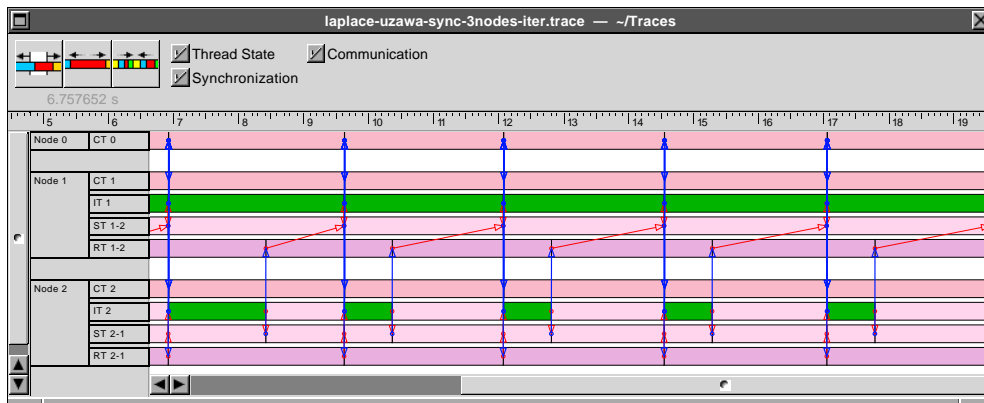 laplace-uzawa-sync-3nodes-iter.trace — ~/Traces
Thread State Communication
Synchronization
6.757652 s
5 6 7 8 9 10 11 12 13 14 15 16 17 18 19
Node 0 CT 0
Node 1 CT 1
IT 1
ST 1-2
RT 1-2
Node 2 CT 2
IT 2
ST 2-1
RT 2-1